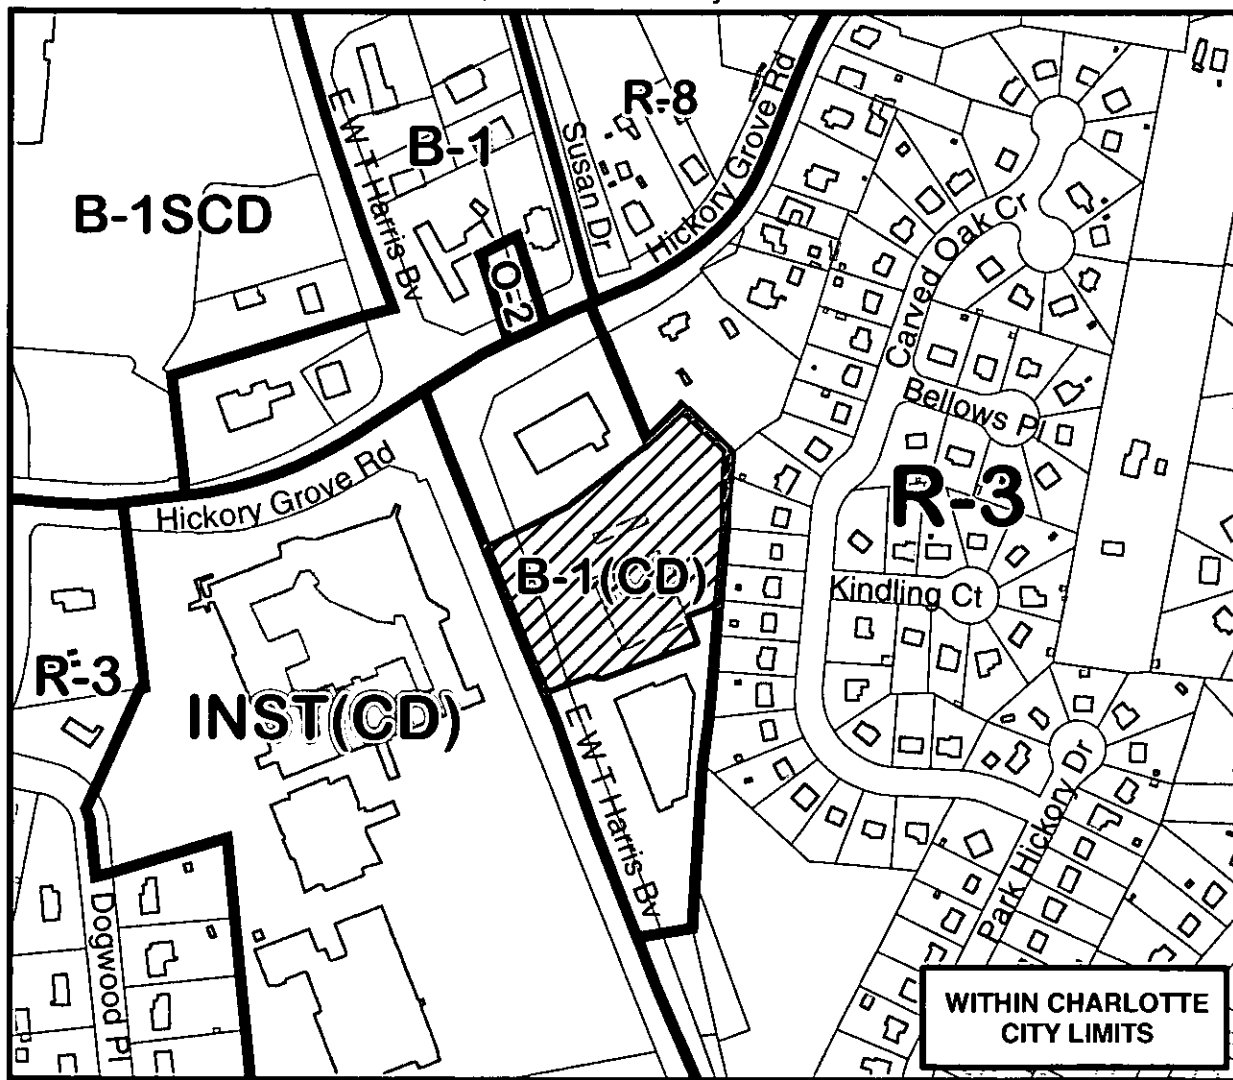 R-8
B-1
E W T Harris Bv
Susan Dr
Hickory Grove Rd
B-1SCD
O-2
Carved Oak Cr
Bellows Pl
Hickory Grove Rd
R-3
B-1(CD)
Kindling Ct
R-3
INST(CD)
E W T Harris Bv
Park Hickory Dr
Dogwood Pl
WITHIN CHARLOTTE
CITY LIMITS